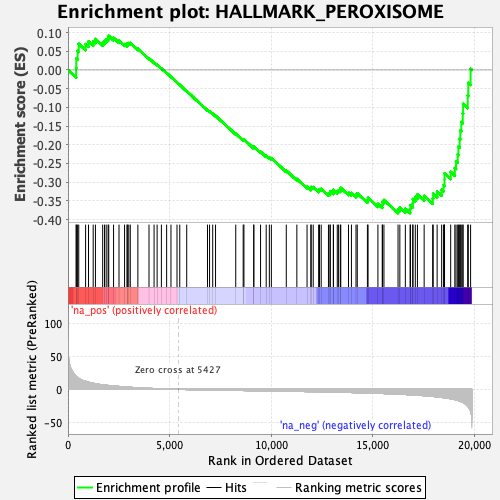 Enrichment plot: HALLMARK_PEROXISOME
Enrichment score (ES)
0.10
0.05
0.00
-0.05
-0.10
-0.15
-0.20
-0.25
-0.30
-0.35
-0.40
'na_pos' (positively correlated)
Ranked list metric (PreRanked)
100
50
0
-50
Zero cross at 5427
'na_neg' (negatively correlated)
0
5,000
10,000
15,000
20,000
Rank in Ordered Dataset
Enrichment profile
Hits
Ranking metric scores